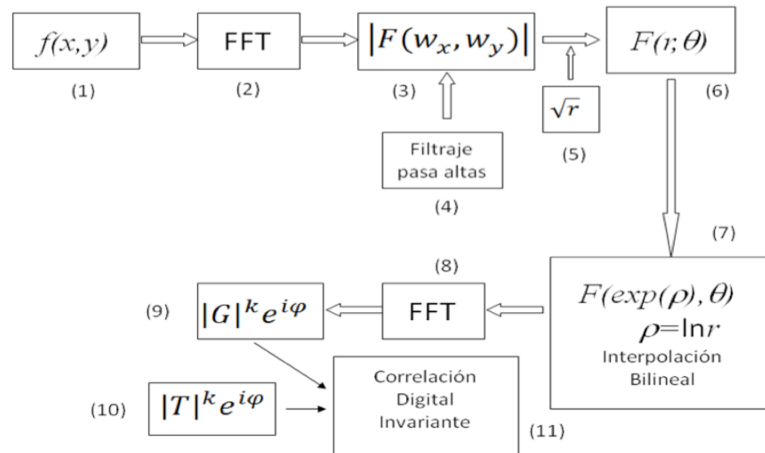 f(x,y)
FFT
|F(w_x, w_y)|
F(r,θ)
(1)
(2)
(3)
√r
(6)
(5)
Filtraje
pasa altas
(4)
(7)
(8)
(9)
|G|^k e^{iφ}
FFT
F(exp(ρ),θ)
ρ=lnr
Interpolación
Bilineal
(10)
|T|^k e^{iφ}
Correlación
Digital
Invariante
(11)